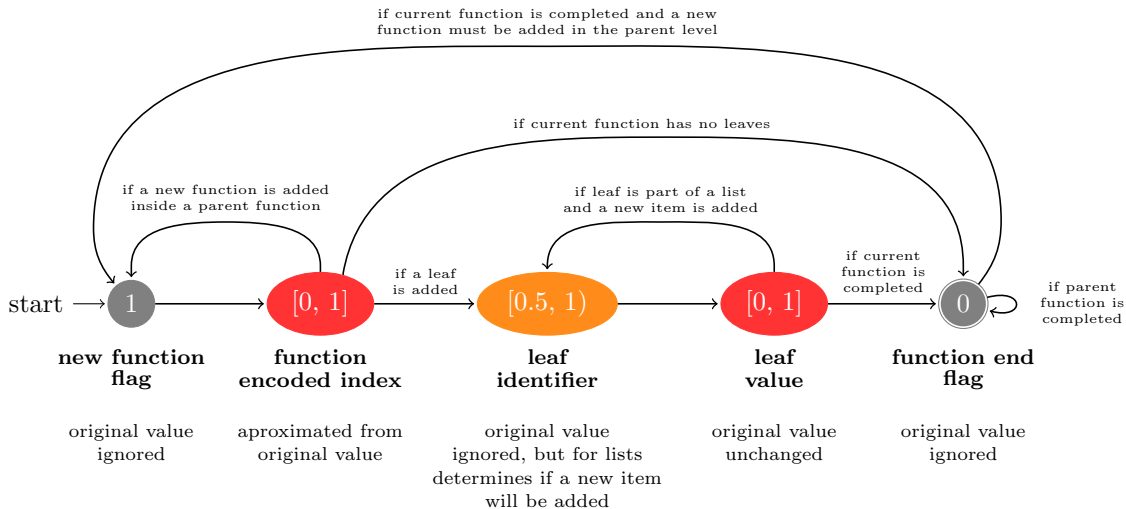 if current function is completed and a new
function must be added in the parent level
if current function has no leaves
if a new function is added
inside a parent function
if leaf is part of a list
and a new item is added
if a leaf
is added
if current
function is
completed
if parent
function is
completed
start
1
[0, 1]
[0.5, 1)
[0, 1]
0
new function
flag
function
encoded index
leaf
identifier
leaf
value
function end
flag
original value
ignored
aproximated from
original value
original value
ignored, but for lists
determines if a new item
will be added
original value
unchanged
original value
ignored